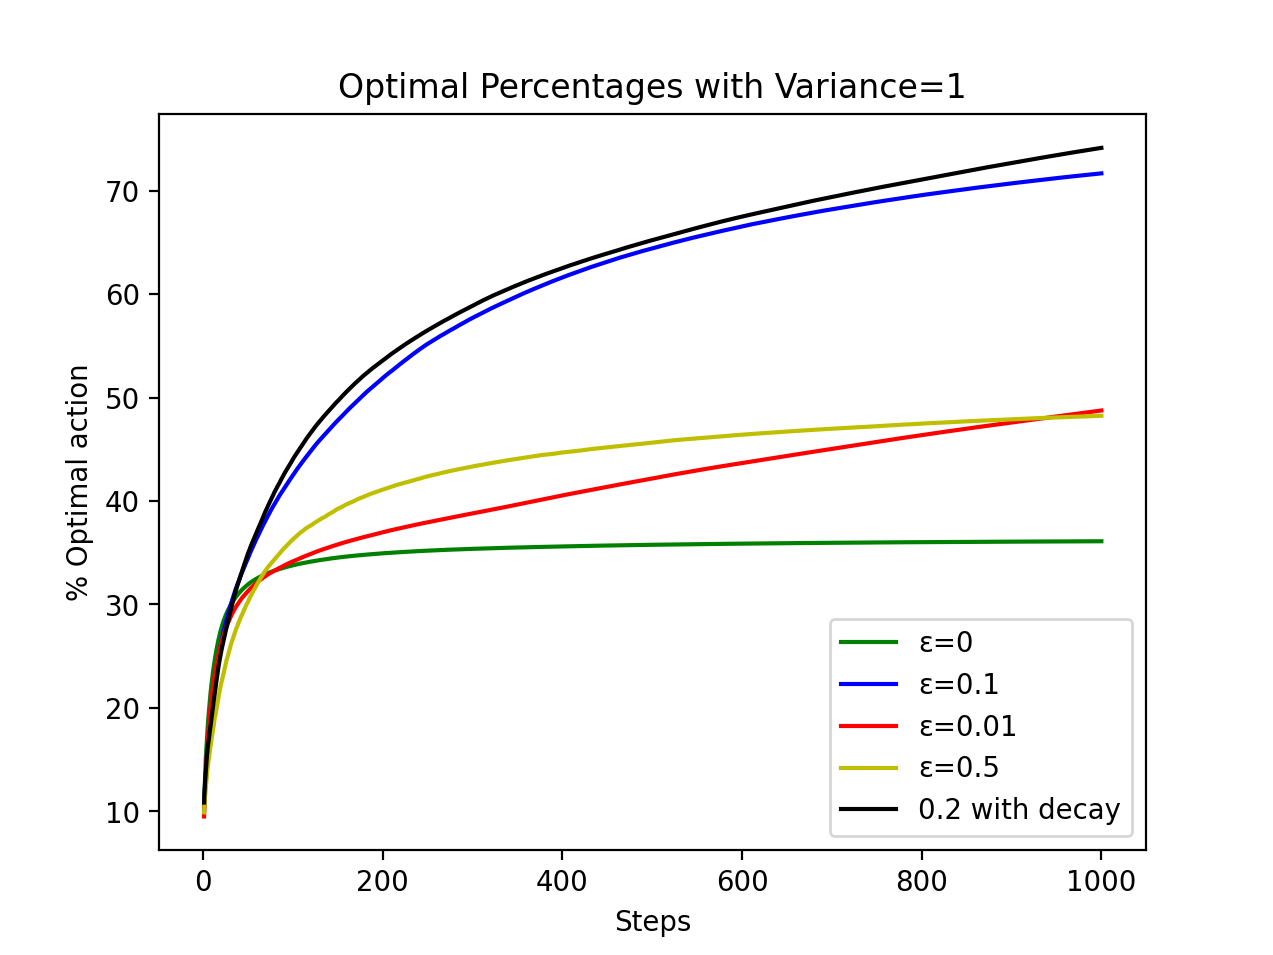 Optimal Percentages with Variance=1
% Optimal action
70
60
50
40
30
20
10
ε=0
ε=0.1
ε=0.01
ε=0.5
0.2 with decay
0
200
400
600
800
1000
Steps